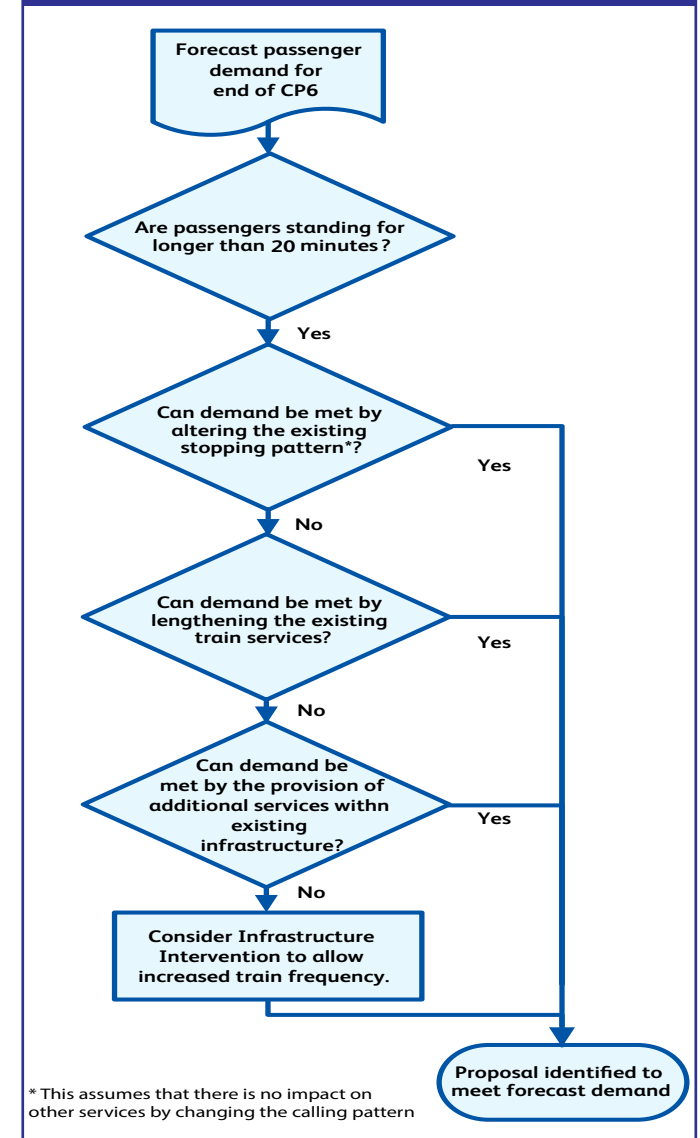 Forecast passenger
demand for
end of CP6
Are passengers standing for
longer than 20 minutes?
Yes
Can demand be met by
altering the existing
stopping pattern*?
Yes
No
Can demand be met by
lengthening the existing
train services?
Yes
No
Can demand be
met by the provision of
additional services withn
existing
infrastructure?
Yes
No
Consider Infrastructure
Intervention to allow
increased train frequency.
Proposal identified to
meet forecast demand
* This assumes that there is no impact on
other services by changing the calling pattern